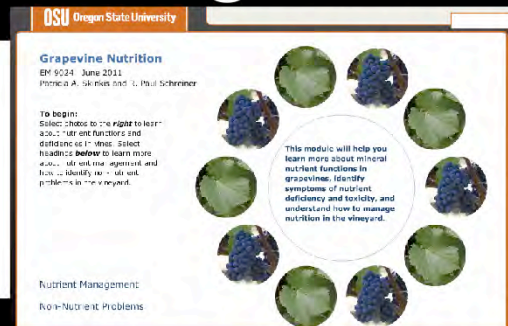 OSU Oregon State University
Grapevine Nutrition
EM 9024 June 2011
Patricia A. Skinkis and R. Paul Schreiner
To begin:
Select photos to the right to learn
about nutrient functions and
deficiencies in vines. Select
headings below to learn more
about nutrient management and
how to identify non-nutrient
problems in the vineyard.
This module will help you
learn more about mineral
nutrient functions in
grapevines, identify
symptoms of nutrient
deficiency and toxicity, and
understand how to manage
nutrition in the vineyard.
Nutrient Management
Non-Nutrient Problems